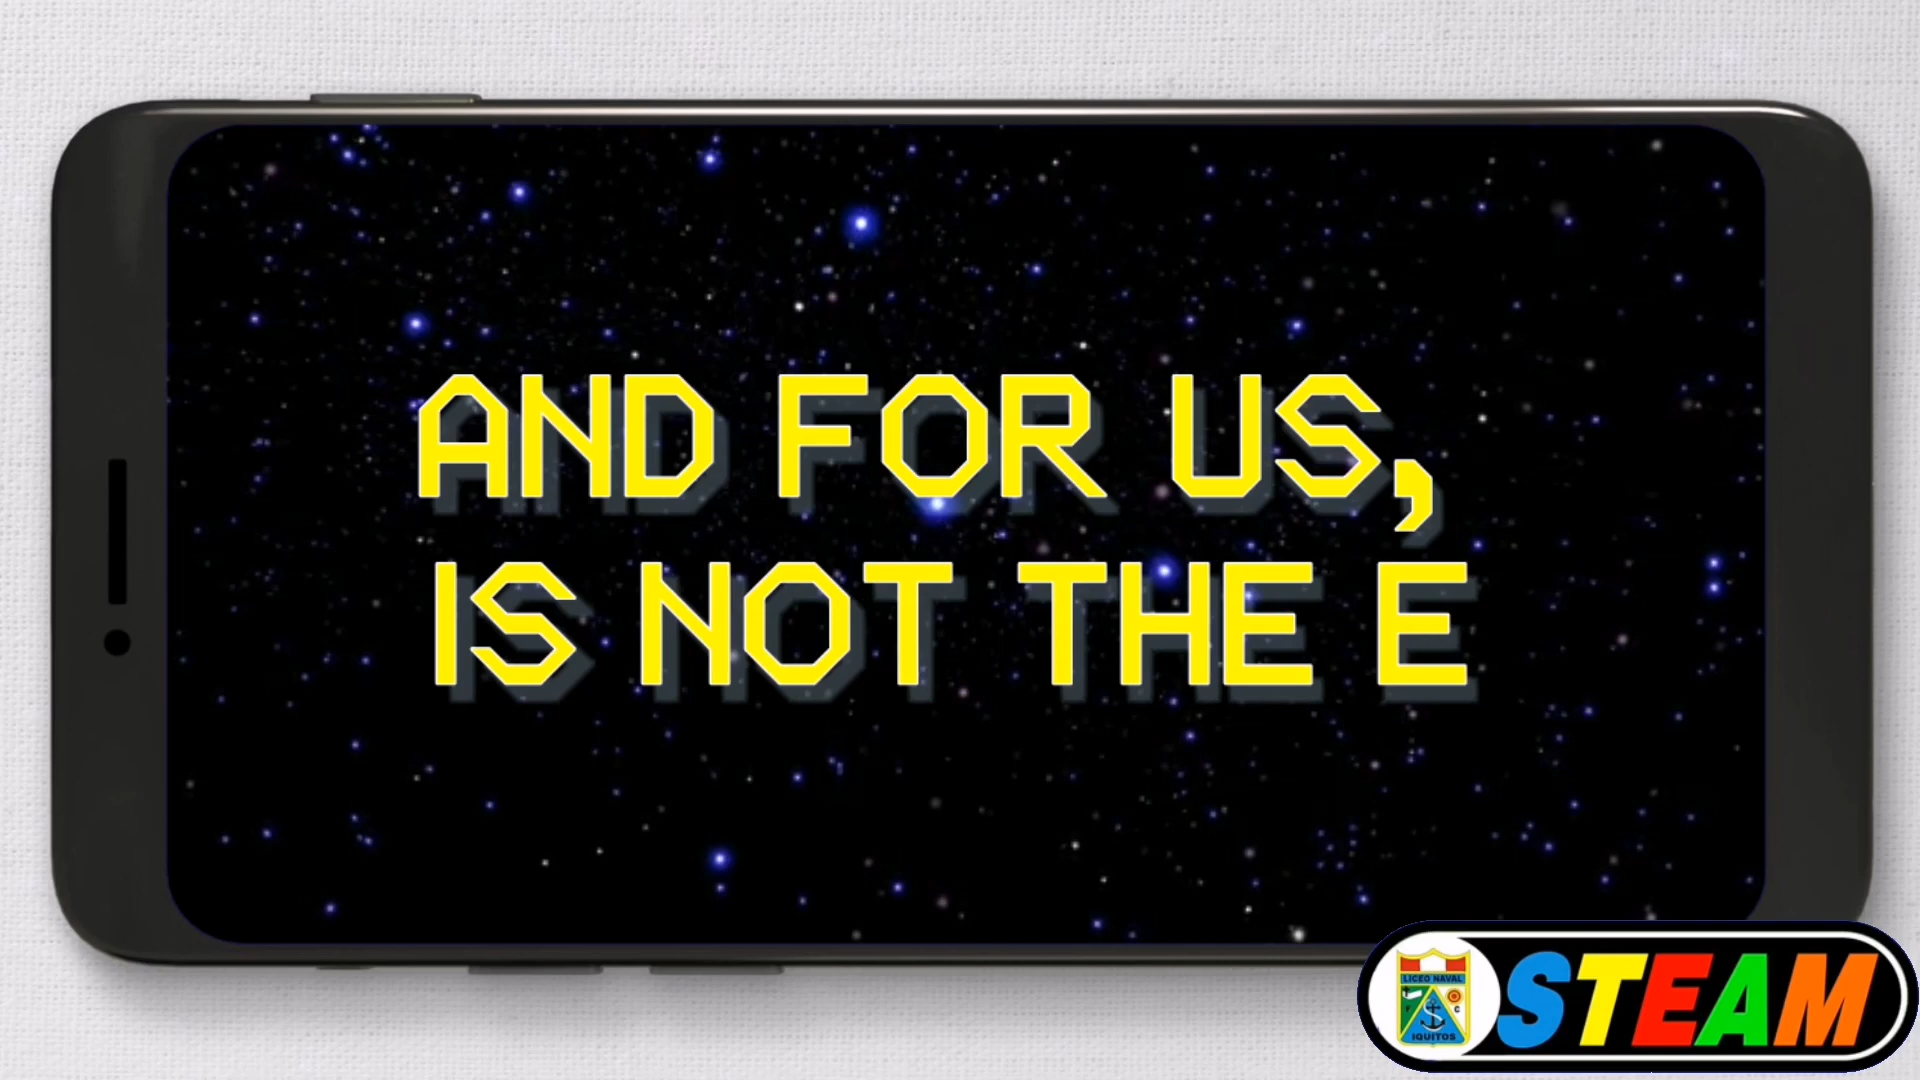 AND FOR US,
IS NOT THE E
LICEO NAVAL
F C
IQUITOS
STEAM